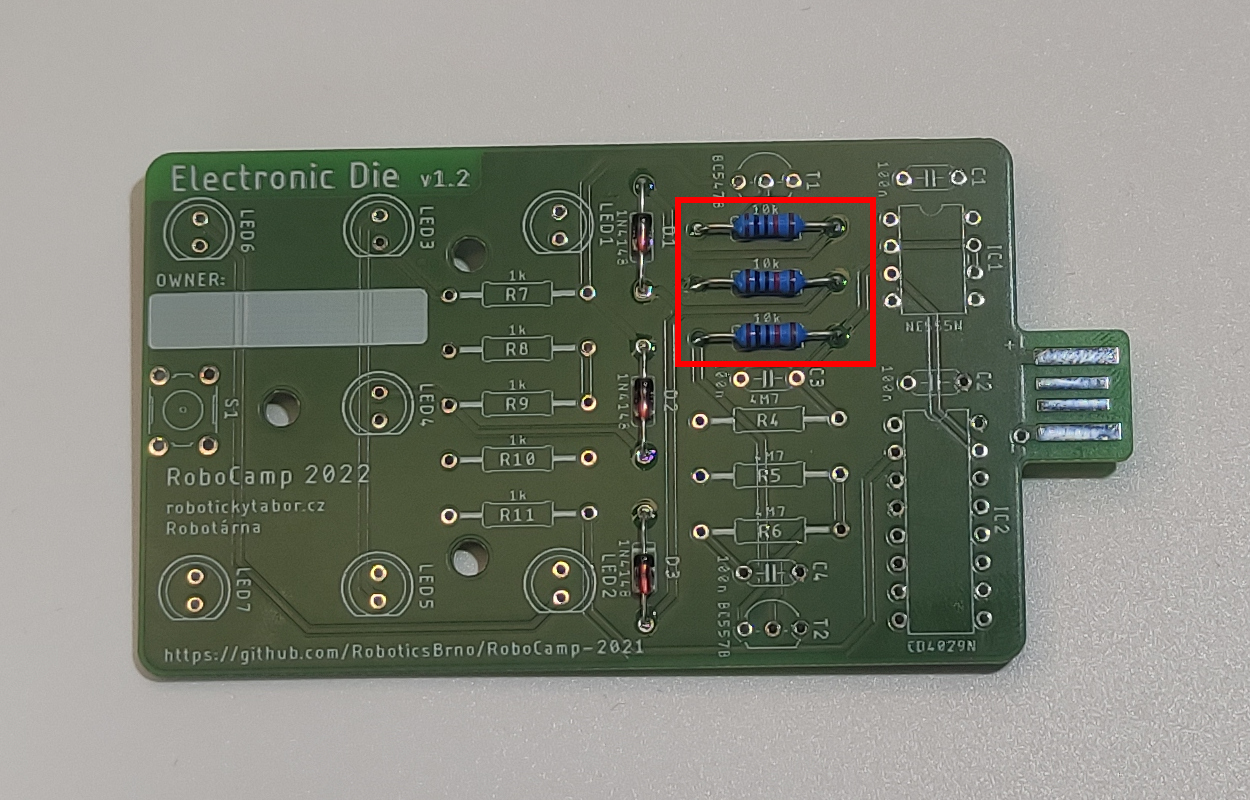 Electronic Die v1.2
BC547B
T1
100n
C1
LED6
LED3
LED1
1N4148
D1
10k
10k
10k
IC1
NE555N
OWNER:
1k
R7
1k
R8
1k
R9
1k
R10
1k
R11
S1
LED4
1N4148
D2
C3
4M7
R4
4M7
R5
4M7
R6
100n
C2
+
IC2
RoboCamp 2022
robotickytabor.cz
Robotárna
LED7
LED5
LED2
1N4148
D3
100n
C4
BC557B
T2
CD4029N
https://github.com/RoboticsBrno/RoboCamp-2021